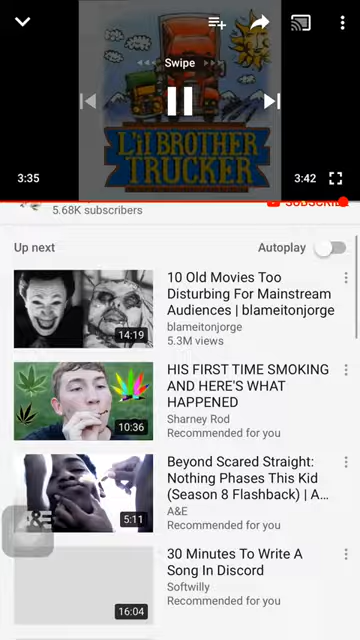 Swipe
L'il BROTHER
TRUCKER
3:35
3:42
5.68K subscribers
SUBSCRIBE
Up next
Autoplay
10 Old Movies Too
Disturbing For Mainstream
Audiences | blameitonjorge
blameitonjorge
5.3M views
14:19
HIS FIRST TIME SMOKING
AND HERE'S WHAT
HAPPENED
Sharney Rod
Recommended for you
10:36
Beyond Scared Straight:
Nothing Phases This Kid
(Season 8 Flashback) | A...
A&E
Recommended for you
5:11
30 Minutes To Write A
Song In Discord
Softwilly
Recommended for you
16:04